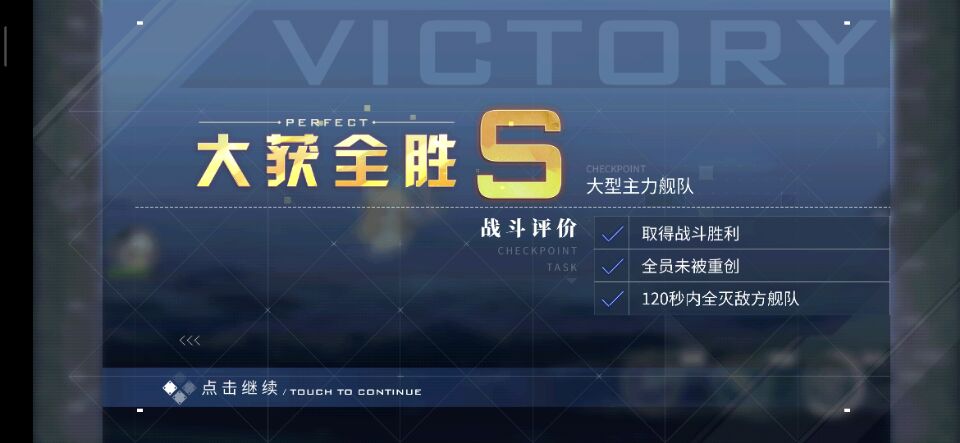 VICTORY
PERFECT
大获全胜 S
CHECKPOINT
大型主力舰队
战斗评价
CHECKPOINT
TASK
取得战斗胜利
全员未被重创
120秒内全灭敌方舰队
<<<
点击继续 / TOUCH TO CONTINUE